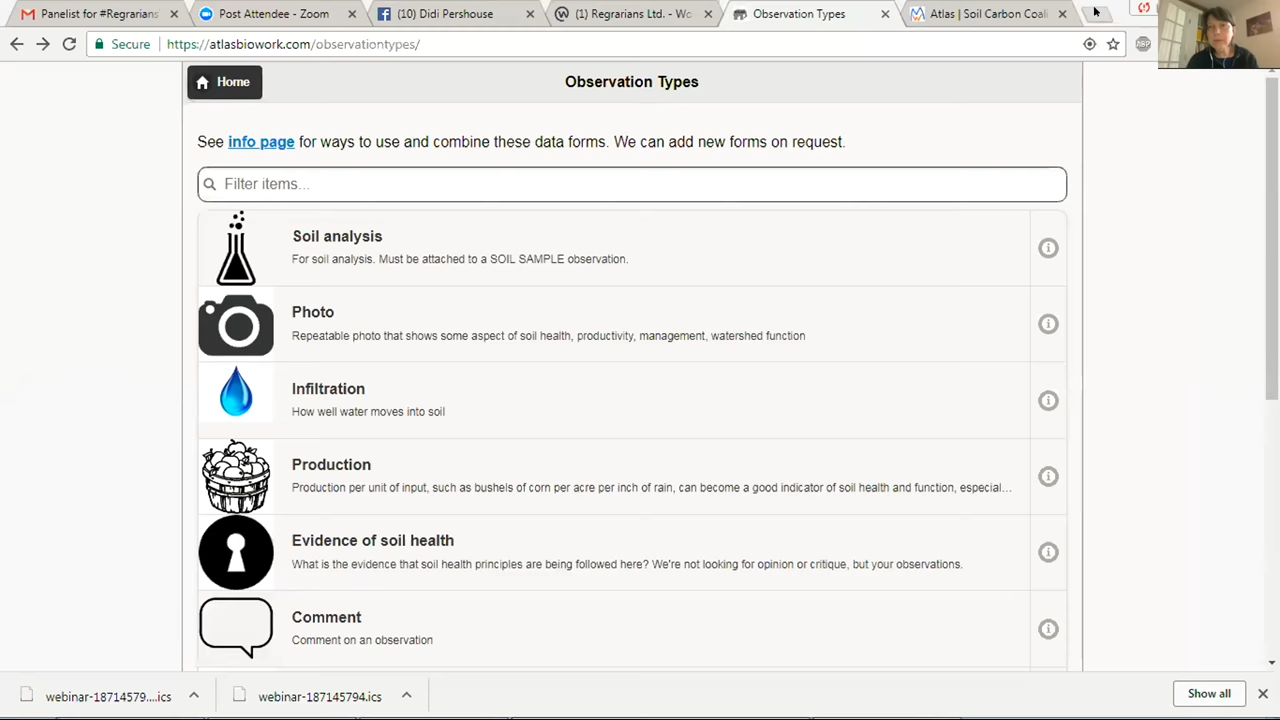 Panelist for #Regrarians
Post Attendee - Zoom
(10) Didi Pershouse
(1) Regrarians Ltd. - Wo
Observation Types
Atlas | Soil Carbon Coali
Secure
https://atlasbiowork.com/observationtypes/
ABP
Home
Observation Types
See info page for ways to use and combine these data forms. We can add new forms on request.
Filter items...
Soil analysis
For soil analysis. Must be attached to a SOIL SAMPLE observation.
Photo
Repeatable photo that shows some aspect of soil health, productivity, management, watershed function
Infiltration
How well water moves into soil
Production
Production per unit of input, such as bushels of corn per acre per inch of rain, can become a good indicator of soil health and function, especial...
Evidence of soil health
What is the evidence that soil health principles are being followed here? We're not looking for opinion or critique, but your observations.
Comment
Comment on an observation
webinar-18714579....ics
webinar-187145794.ics
Show all